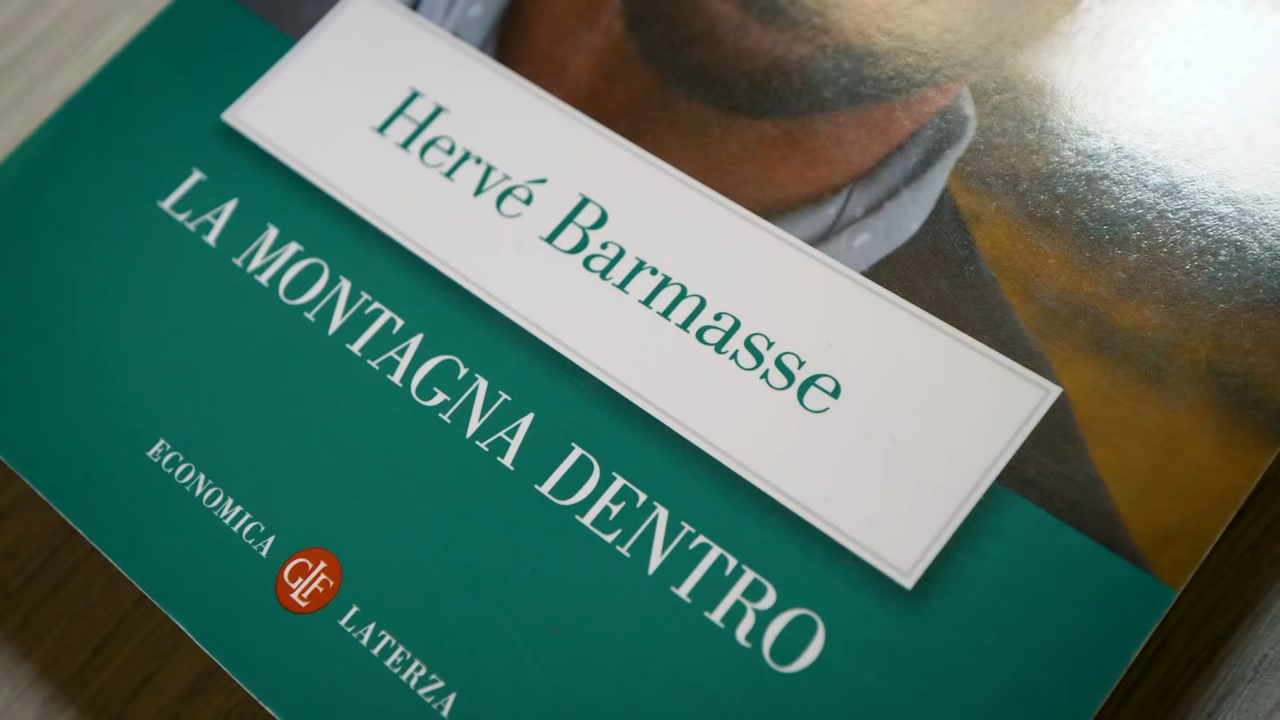 Hervé Barmasse
LA MONTAGNA DENTRO
ECONOMICA GLF LATERZA